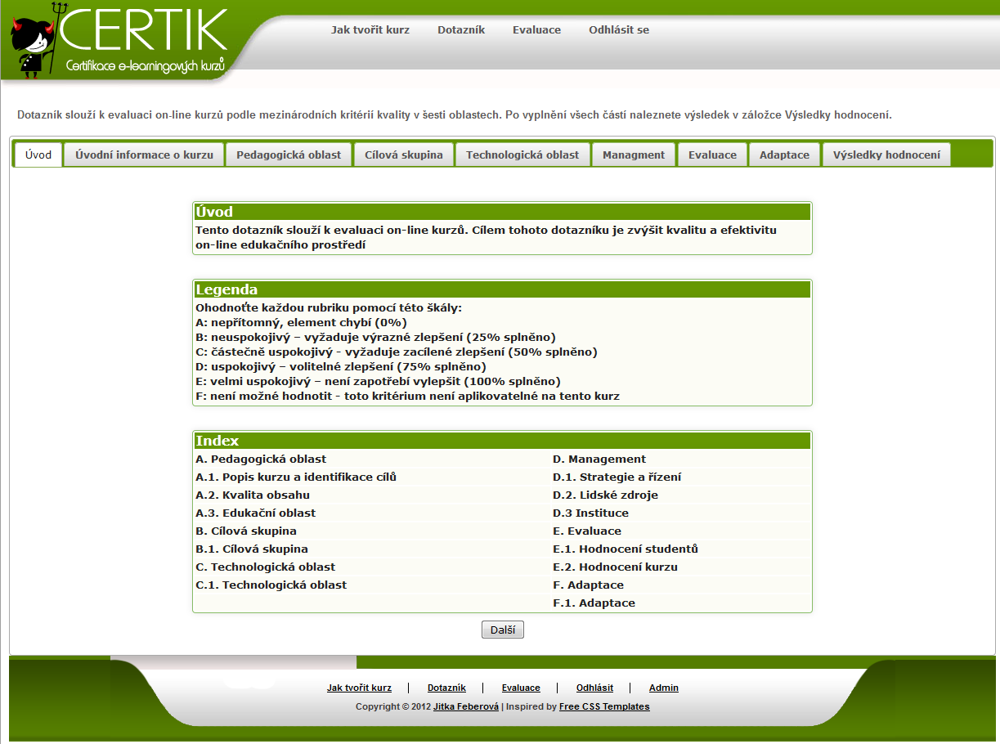 CERTIK
Certifikace e-learningových kurzů
Jak tvořit kurz Dotazník Evaluace Odhlásit se
Dotazník slouží k evaluaci on-line kurzů podle mezinárodních kritérií kvality v šesti oblastech. Po vyplnění všech částí naleznete výsledek v záložce Výsledky hodnocení.
Úvod Úvodní informace o kurzu Pedagogická oblast Cílová skupina Technologická oblast Managment Evaluace Adaptace Výsledky hodnocení
Úvod
Tento dotazník slouží k evaluaci on-line kurzů. Cílem tohoto dotazníku je zvýšit kvalitu a efektivitu
on-line edukačního prostředí
Legenda
Ohodnoťte každou rubriku pomocí této škály:
A: nepřítomný, element chybí (0%)
B: neuspokojivý – vyžaduje výrazné zlepšení (25% splněno)
C: částečně uspokojivý - vyžaduje zacílené zlepšení (50% splněno)
D: uspokojivý – volitelné zlepšení (75% splněno)
E: velmi uspokojivý – není zapotřebí vylepšit (100% splněno)
F: není možné hodnotit - toto kritérium není aplikovatelné na tento kurz
Index
A. Pedagogická oblast D. Management
A.1. Popis kurzu a identifikace cílů D.1. Strategie a řízení
A.2. Kvalita obsahu D.2. Lidské zdroje
A.3. Edukační oblast D.3 Instituce
B. Cílová skupina E. Evaluace
B.1. Cílová skupina E.1. Hodnocení studentů
C. Technologická oblast E.2. Hodnocení kurzu
C.1. Technologická oblast F. Adaptace
F.1. Adaptace
Další
Jak tvořit kurz | Dotazník | Evaluace | Odhlásit | Admin
Copyright © 2012 Jitka Feberová | Inspired by Free CSS Templates